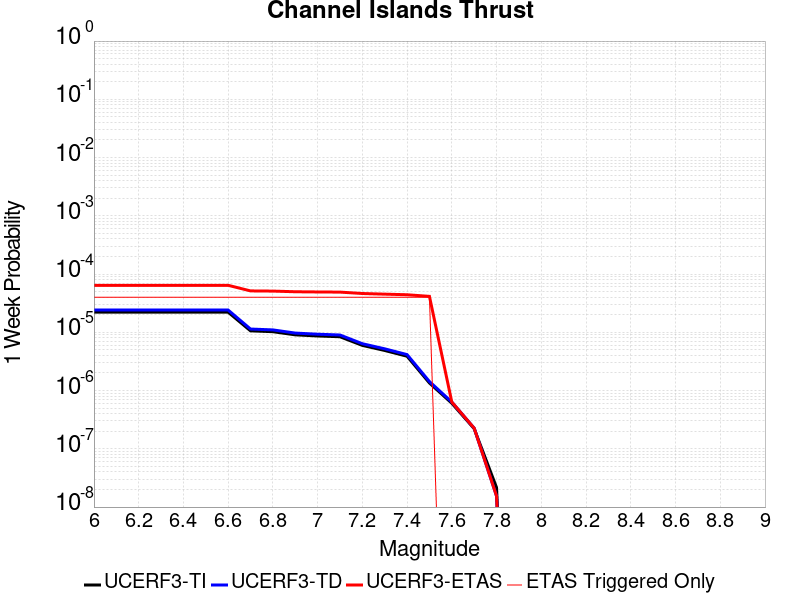 Channel Islands Thrust
10^0
10^-1
10^-2
10^-3
10^-4
10^-5
10^-6
10^-7
10^-8
1 Week Probability
6 6.2 6.4 6.6 6.8 7 7.2 7.4 7.6 7.8 8 8.2 8.4 8.6 8.8 9
Magnitude
UCERF3-TI UCERF3-TD UCERF3-ETAS ETAS Triggered Only